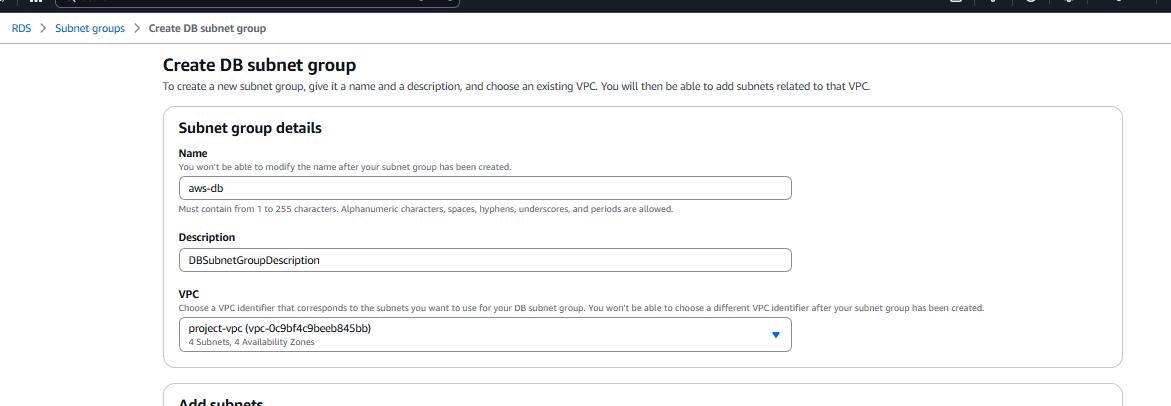 RDS > Subnet groups > Create DB subnet group
Create DB subnet group
To create a new subnet group, give it a name and a description, and choose an existing VPC. You will then be able to add subnets related to that VPC.
Subnet group details
Name
You won't be able to modify the name after your subnet group has been created.
aws-db
Must contain from 1 to 255 characters. Alphanumeric characters, spaces, hyphens, underscores, and periods are allowed.
Description
DBSubnetGroupDescription
VPC
Choose a VPC identifier that corresponds to the subnets you want to use for your DB subnet group. You won't be able to choose a different VPC identifier after your subnet group has been created.
project-vpc (vpc-0c9bf4c9beeb845bb)
4 Subnets, 4 Availability Zones
Add subnets